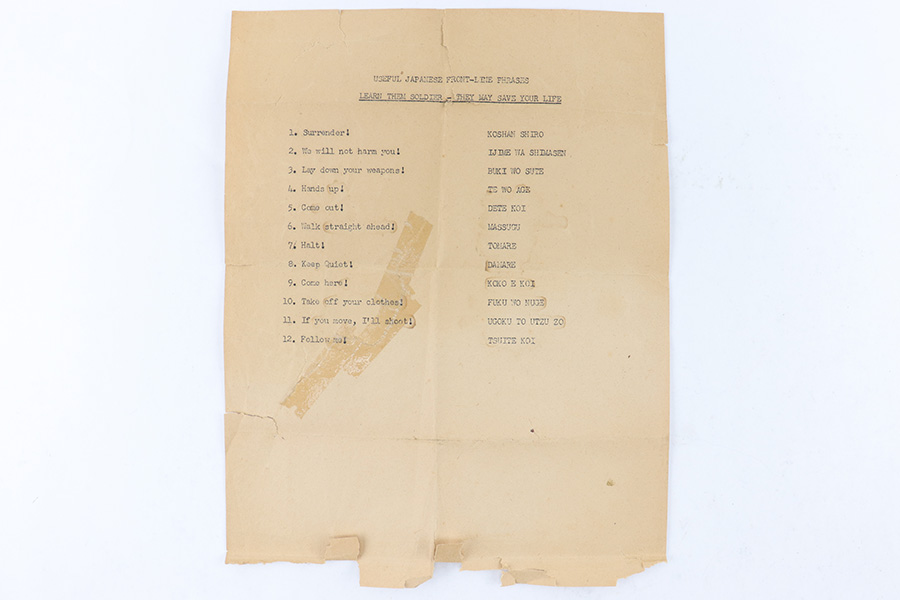 USEFUL JAPANESE FRONT-LINE PHRASES
LEARN THEM SOLDIER - THEY MAY SAVE YOUR LIFE
1. Surrender! KOSHAN SHIRO
2. We will not harm you! IJIME WA SHIMASEN
3. Lay down your weapons! BUKI WO SUTE
4. Hands up! TE WO AGE
5. Come out! DETE KOI
6. Walk straight ahead! MASSUGU
7. Halt! TOMARE
8. Keep Quiet! DAMARE
9. Come here! KOKO E KOI
10. Take off your clothes! FUKU WO NUGE
11. If you move, I'll shoot! UGOKU TO UTZU ZO
12. Follow me! TSUITE KOI